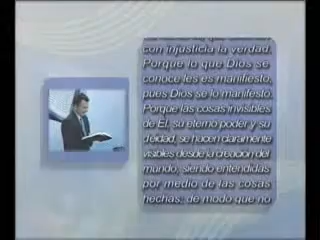 con injusticia la verdad.
Porque lo que Dios se
conoce les es manifiesto,
pues Dios se lo manifestó.
Porque las cosas invisibles
de Él, su eterno poder y su
deidad, se hacen claramente
visibles desde la creación del
mundo, siendo entendidas
por medio de las cosas
hechas, de modo que no